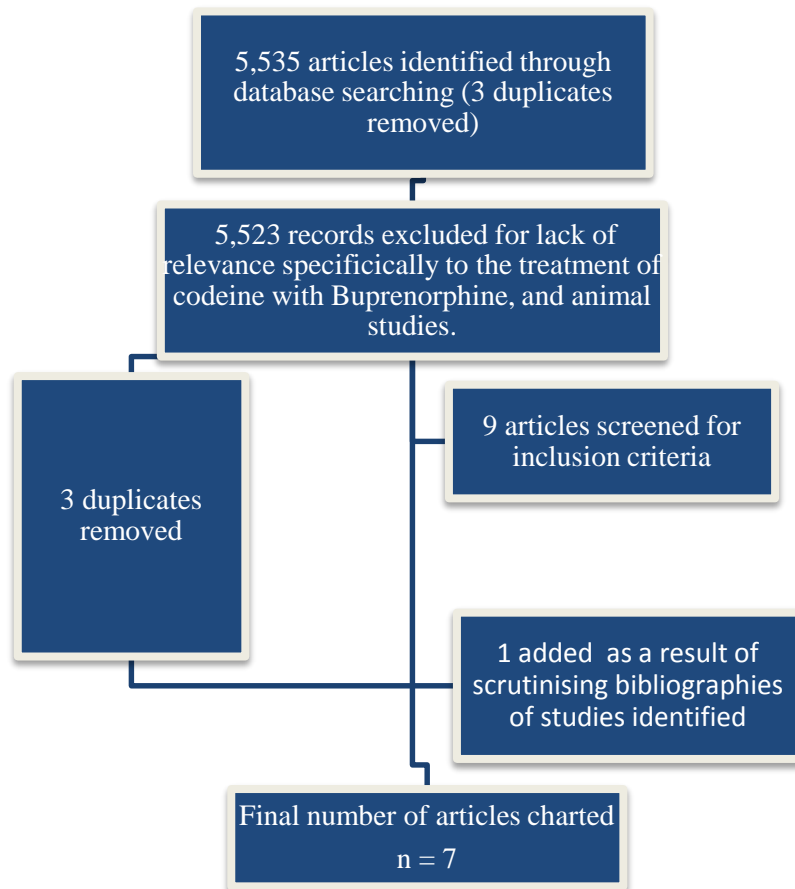 5,535 articles identified through
database searching (3 duplicates
removed)
5,523 records excluded for lack of
relevance specificically to the treatment of
codeine with Buprenorphine, and animal
studies.
9 articles screened for
inclusion criteria
3 duplicates
removed
1 added as a result of
scrutinising bibliographies
of studies identified
Final number of articles charted
n = 7